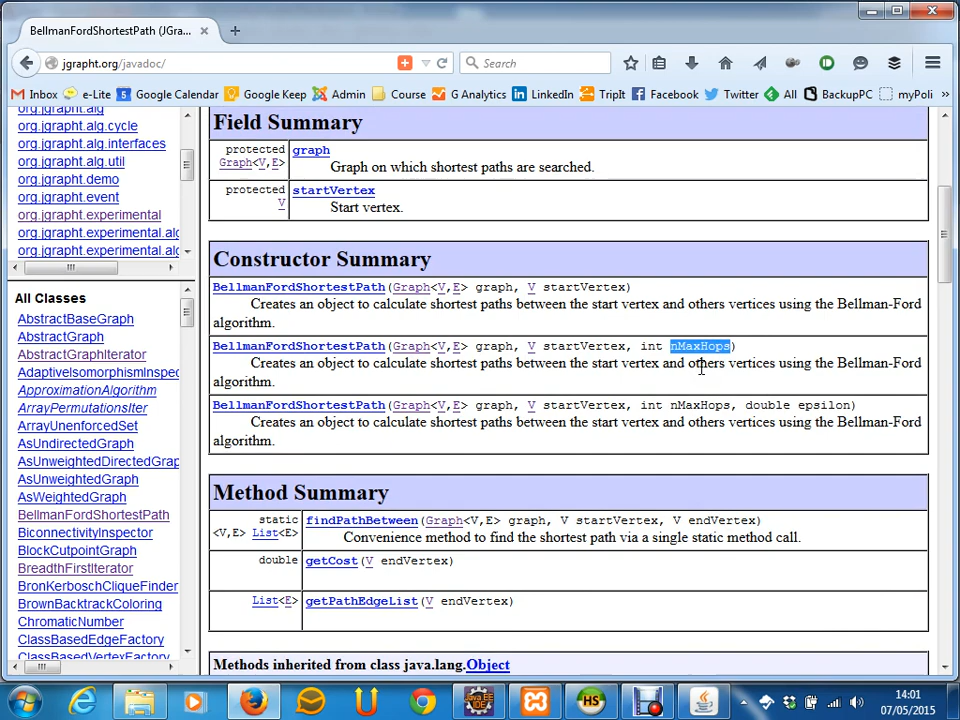 BellmanFordShortestPath (JGra...
jgrapht.org/javadoc/
Search
Inbox e-Lite 5 Google Calendar Google Keep Admin Course G Analytics LinkedIn TripIt Facebook Twitter All BackupPC myPoli »
org.jgrapht.alg
org.jgrapht.alg.cycle
org.jgrapht.alg.interfaces
org.jgrapht.alg.util
org.jgrapht.demo
org.jgrapht.event
org.jgrapht.experimental
org.jgrapht.experimental.alg
org.jgrapht.experimental.alg
All Classes
AbstractBaseGraph
AbstractGraph
AbstractGraphIterator
AdaptiveIsomorphismInspec
ApproximationAlgorithm
ArrayPermutationsIter
ArrayUnenforcedSet
AsUndirectedGraph
AsUnweightedDirectedGrap
AsUnweightedGraph
AsWeightedGraph
BellmanFordShortestPath
BiconnectivityInspector
BlockCutpointGraph
BreadthFirstIterator
BronKerboschCliqueFinder
BrownBacktrackColoring
ChromaticNumber
ClassBasedEdgeFactory
ClassBasedVertexFactory
Field Summary
protected graph
Graph<V,E> Graph on which shortest paths are searched.
protected startVertex
V Start vertex.
Constructor Summary
BellmanFordShortestPath(Graph<V,E> graph, V startVertex)
Creates an object to calculate shortest paths between the start vertex and others vertices using the Bellman-Ford
algorithm.
BellmanFordShortestPath(Graph<V,E> graph, V startVertex, int nMaxHops)
Creates an object to calculate shortest paths between the start vertex and others vertices using the Bellman-Ford
algorithm.
BellmanFordShortestPath(Graph<V,E> graph, V startVertex, int nMaxHops, double epsilon)
Creates an object to calculate shortest paths between the start vertex and others vertices using the Bellman-Ford
algorithm.
Method Summary
static findPathBetween(Graph<V,E> graph, V startVertex, V endVertex)
<V,E> List<E> Convenience method to find the shortest path via a single static method call.
double getCost(V endVertex)
List<E> getPathEdgeList(V endVertex)
Methods inherited from class java.lang.Object
Java EE
IDE
HS
14:01
07/05/2015